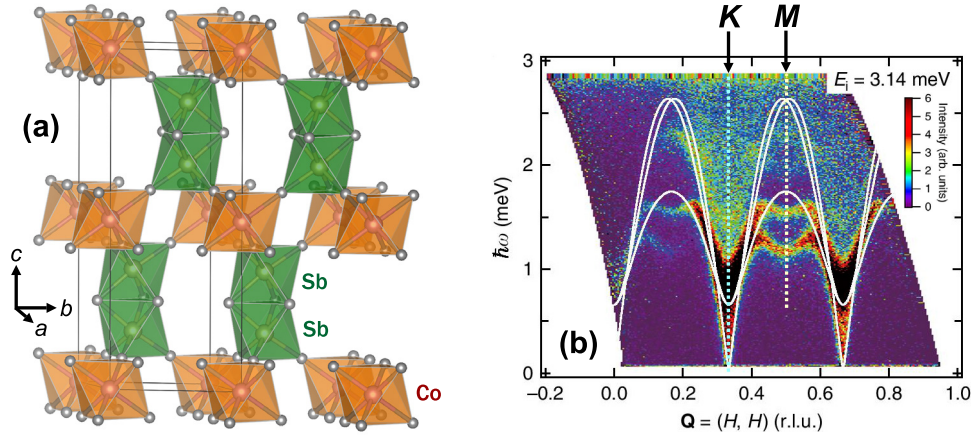 (a)
Sb
Sb
Co
c
b
a
K M
3
2
1
0
ħω (meV)
Eᵢ = 3.14 meV
6
5
4
3
2
1
0
Intensity (arb. units)
(b)
−0.2 0.0 0.2 0.4 0.6 0.8 1.0
Q = (H, H) (r.l.u.)